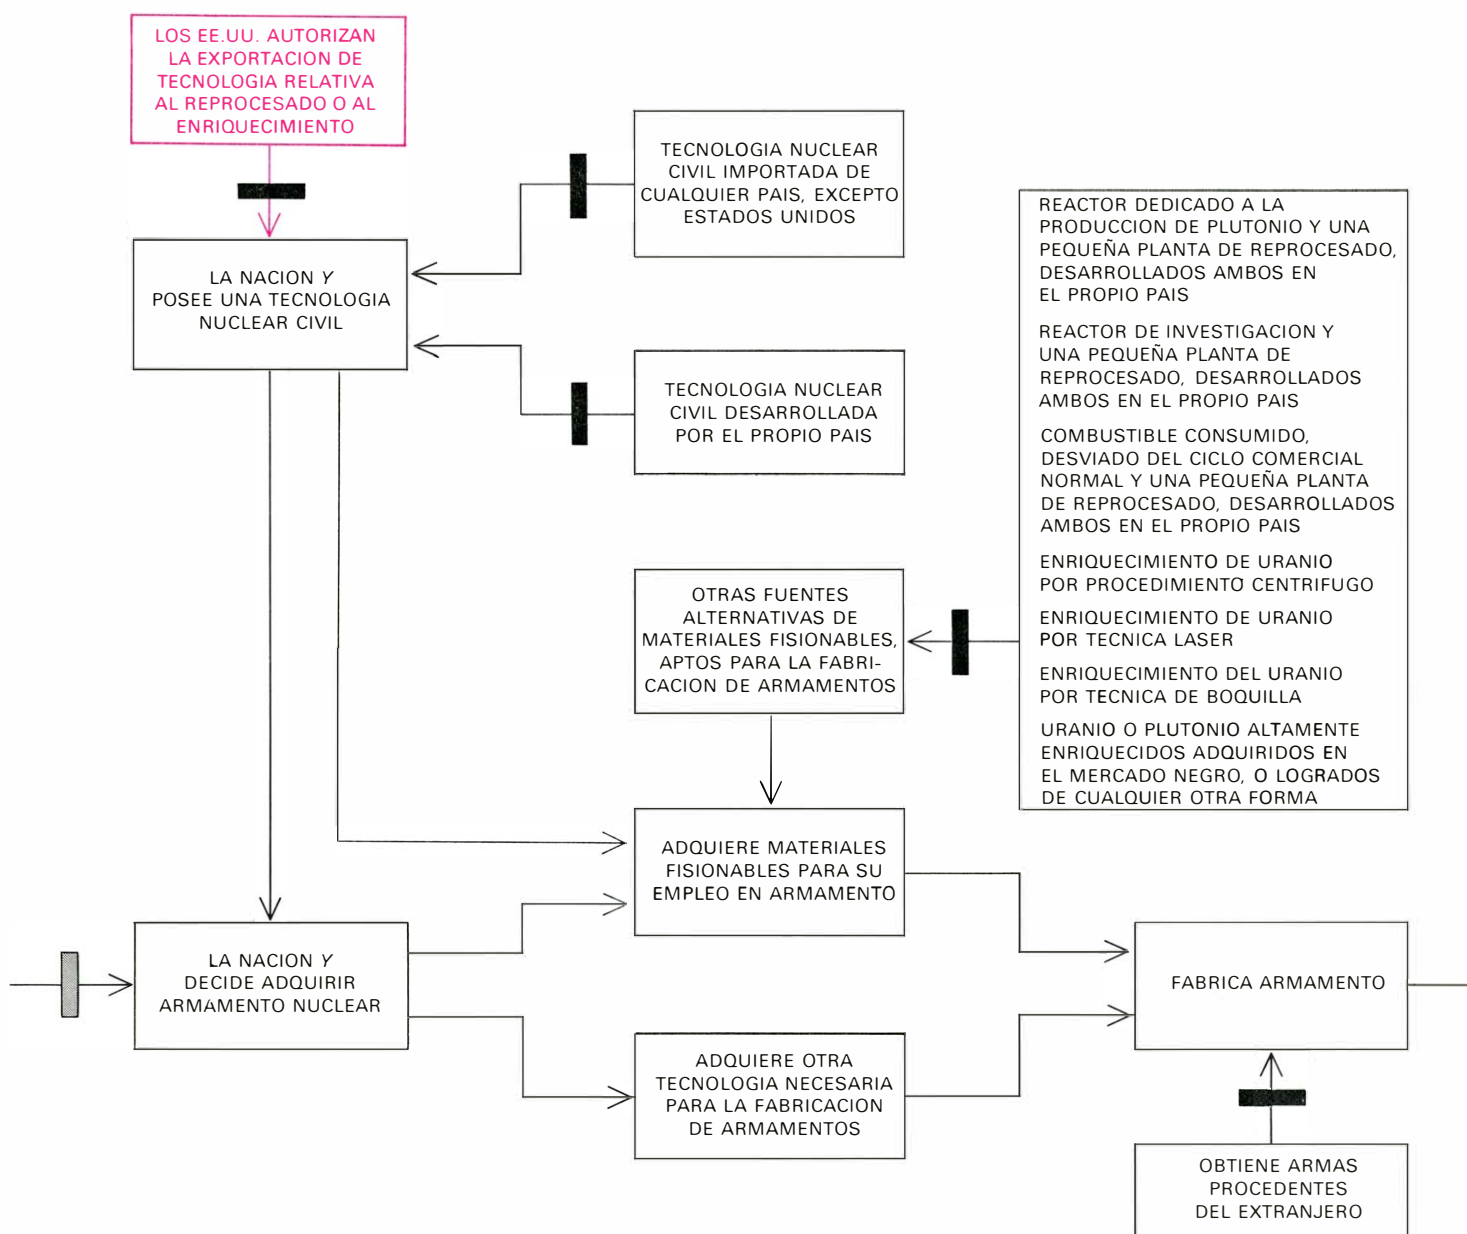 LOS EE.UU. AUTORIZAN
LA EXPORTACION DE
TECNOLOGIA RELATIVA
AL REPROCESADO O AL
ENRIQUECIMIENTO
TECNOLOGIA NUCLEAR
CIVIL IMPORTADA DE
CUALQUIER PAIS, EXCEPTO
ESTADOS UNIDOS
LA NACION Y
POSEE UNA TECNOLOGIA
NUCLEAR CIVIL
TECNOLOGIA NUCLEAR
CIVIL DESARROLLADA
POR EL PROPIO PAIS
REACTOR DEDICADO A LA
PRODUCCION DE PLUTONIO Y UNA
PEQUEÑA PLANTA DE REPROCESADO,
DESARROLLADOS AMBOS EN
EL PROPIO PAIS
REACTOR DE INVESTIGACION Y
UNA PEQUEÑA PLANTA DE
REPROCESADO, DESARROLLADOS
AMBOS EN EL PROPIO PAIS
COMBUSTIBLE CONSUMIDO,
DESVIADO DEL CICLO COMERCIAL
NORMAL Y UNA PEQUEÑA PLANTA
DE REPROCESADO, DESARROLLADOS
AMBOS EN EL PROPIO PAIS
ENRIQUECIMIENTO DE URANIO
POR PROCEDIMIENTO CENTRIFUGO
ENRIQUECIMIENTO DE URANIO
POR TECNICA LASER
ENRIQUECIMIENTO DEL URANIO
POR TECNICA DE BOQUILLA
URANIO O PLUTONIO ALTAMENTE
ENRIQUECIDOS ADQUIRIDOS EN
EL MERCADO NEGRO, O LOGRADOS
DE CUALQUIER OTRA FORMA
OTRAS FUENTES
ALTERNATIVAS DE
MATERIALES FISIONABLES,
APTOS PARA LA FABRI-
CACION DE ARMAMENTOS
ADQUIERE MATERIALES
FISIONABLES PARA SU
EMPLEO EN ARMAMENTO
LA NACION Y
DECIDE ADQUIRIR
ARMAMENTO NUCLEAR
FABRICA ARMAMENTO
ADQUIERE OTRA
TECNOLOGIA NECESARIA
PARA LA FABRICACION
DE ARMAMENTOS
OBTIENE ARMAS
PROCEDENTES
DEL EXTRANJERO